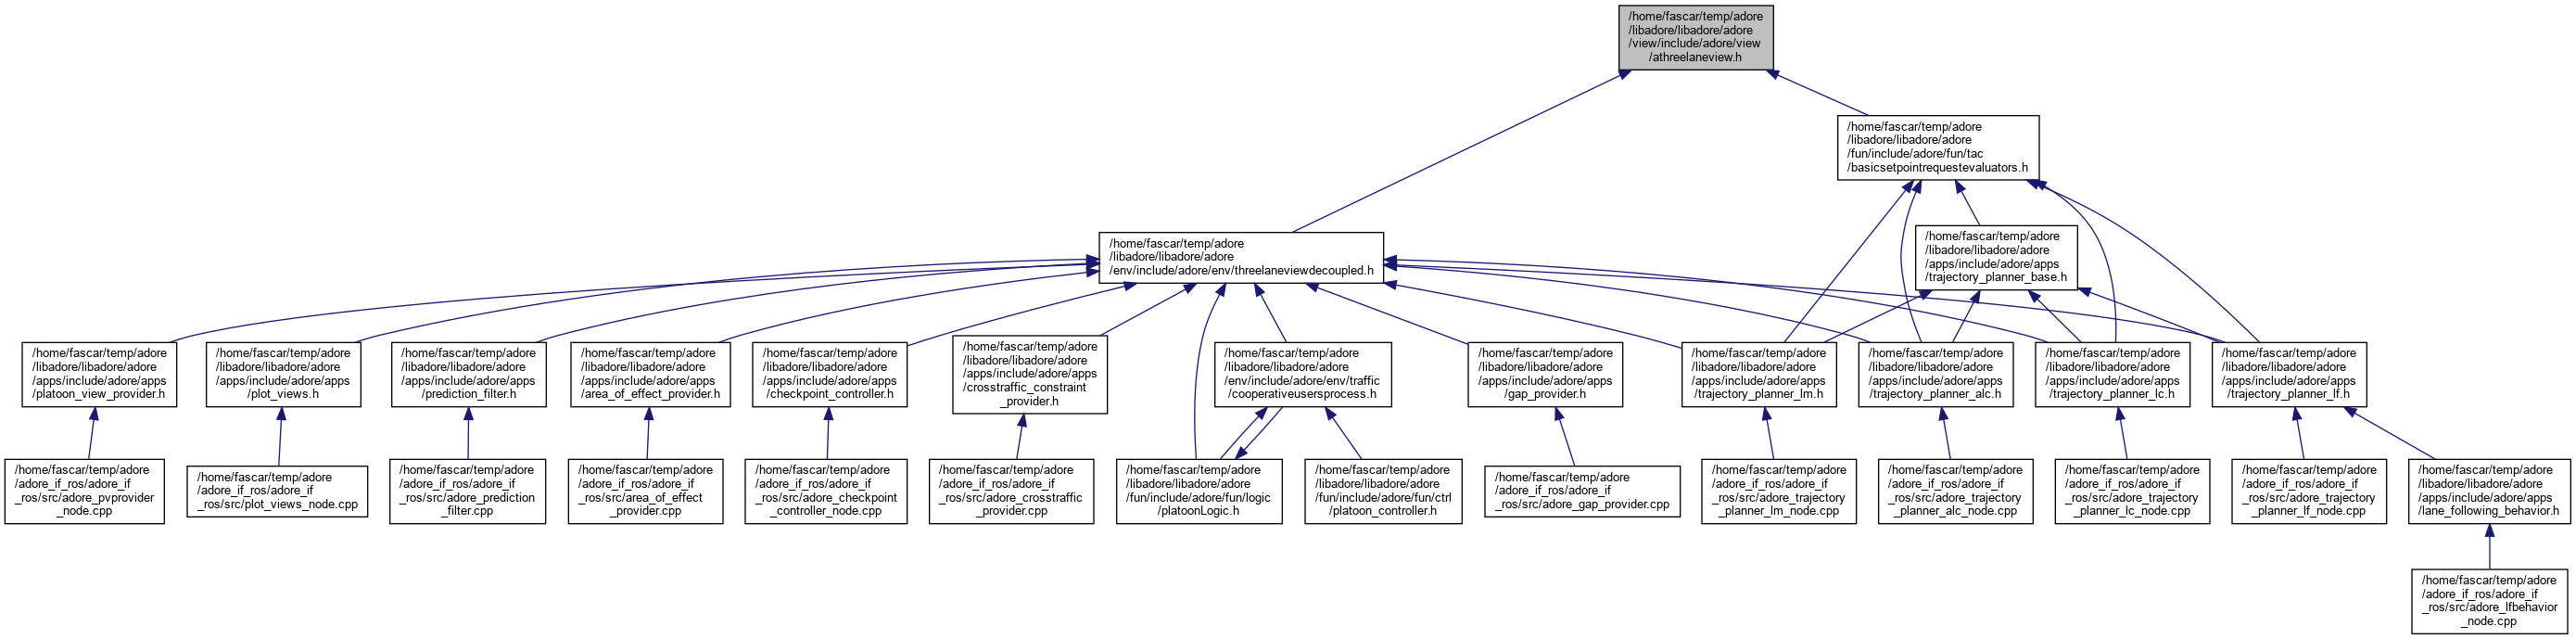 /home/fascar/temp/adore
/libadore/libadore/adore
/view/include/adore/view
/athreelaneview.h
/home/fascar/temp/adore
/libadore/libadore/adore
/fun/include/adore/fun/tac
/basicsetpointrequestevaluators.h
/home/fascar/temp/adore
/libadore/libadore/adore
/env/include/adore/env/threelaneviewdecoupled.h
/home/fascar/temp/adore
/libadore/libadore/adore
/apps/include/adore/apps
/trajectory_planner_base.h
/home/fascar/temp/adore
/libadore/libadore/adore
/apps/include/adore/apps
/platoon_view_provider.h
/home/fascar/temp/adore
/libadore/libadore/adore
/apps/include/adore/apps
/plot_views.h
/home/fascar/temp/adore
/libadore/libadore/adore
/apps/include/adore/apps
/prediction_filter.h
/home/fascar/temp/adore
/libadore/libadore/adore
/apps/include/adore/apps
/area_of_effect_provider.h
/home/fascar/temp/adore
/libadore/libadore/adore
/apps/include/adore/apps
/checkpoint_controller.h
/home/fascar/temp/adore
/libadore/libadore/adore
/apps/include/adore/apps
/crosstraffic_constraint
_provider.h
/home/fascar/temp/adore
/libadore/libadore/adore
/env/include/adore/env/traffic
/cooperativeusersprocess.h
/home/fascar/temp/adore
/libadore/libadore/adore
/apps/include/adore/apps
/gap_provider.h
/home/fascar/temp/adore
/libadore/libadore/adore
/apps/include/adore/apps
/trajectory_planner_lm.h
/home/fascar/temp/adore
/libadore/libadore/adore
/apps/include/adore/apps
/trajectory_planner_alc.h
/home/fascar/temp/adore
/libadore/libadore/adore
/apps/include/adore/apps
/trajectory_planner_lc.h
/home/fascar/temp/adore
/libadore/libadore/adore
/apps/include/adore/apps
/trajectory_planner_lf.h
/home/fascar/temp/adore
/adore_if_ros/adore_if
_ros/src/adore_pvprovider
_node.cpp
/home/fascar/temp/adore
/adore_if_ros/adore_if
_ros/src/plot_views_node.cpp
/home/fascar/temp/adore
/adore_if_ros/adore_if
_ros/src/adore_prediction
_filter.cpp
/home/fascar/temp/adore
/adore_if_ros/adore_if
_ros/src/area_of_effect
_provider.cpp
/home/fascar/temp/adore
/adore_if_ros/adore_if
_ros/src/adore_checkpoint
_controller_node.cpp
/home/fascar/temp/adore
/adore_if_ros/adore_if
_ros/src/adore_crosstraffic
_provider.cpp
/home/fascar/temp/adore
/libadore/libadore/adore
/fun/include/adore/fun/logic
/platoonLogic.h
/home/fascar/temp/adore
/libadore/libadore/adore
/fun/include/adore/fun/ctrl
/platoon_controller.h
/home/fascar/temp/adore
/adore_if_ros/adore_if
_ros/src/adore_gap_provider.cpp
/home/fascar/temp/adore
/adore_if_ros/adore_if
_ros/src/adore_trajectory
_planner_lm_node.cpp
/home/fascar/temp/adore
/adore_if_ros/adore_if
_ros/src/adore_trajectory
_planner_alc_node.cpp
/home/fascar/temp/adore
/adore_if_ros/adore_if
_ros/src/adore_trajectory
_planner_lc_node.cpp
/home/fascar/temp/adore
/adore_if_ros/adore_if
_ros/src/adore_trajectory
_planner_lf_node.cpp
/home/fascar/temp/adore
/libadore/libadore/adore
/apps/include/adore/apps
/lane_following_behavior.h
/home/fascar/temp/adore
/adore_if_ros/adore_if
_ros/src/adore_lfbehavior
_node.cpp